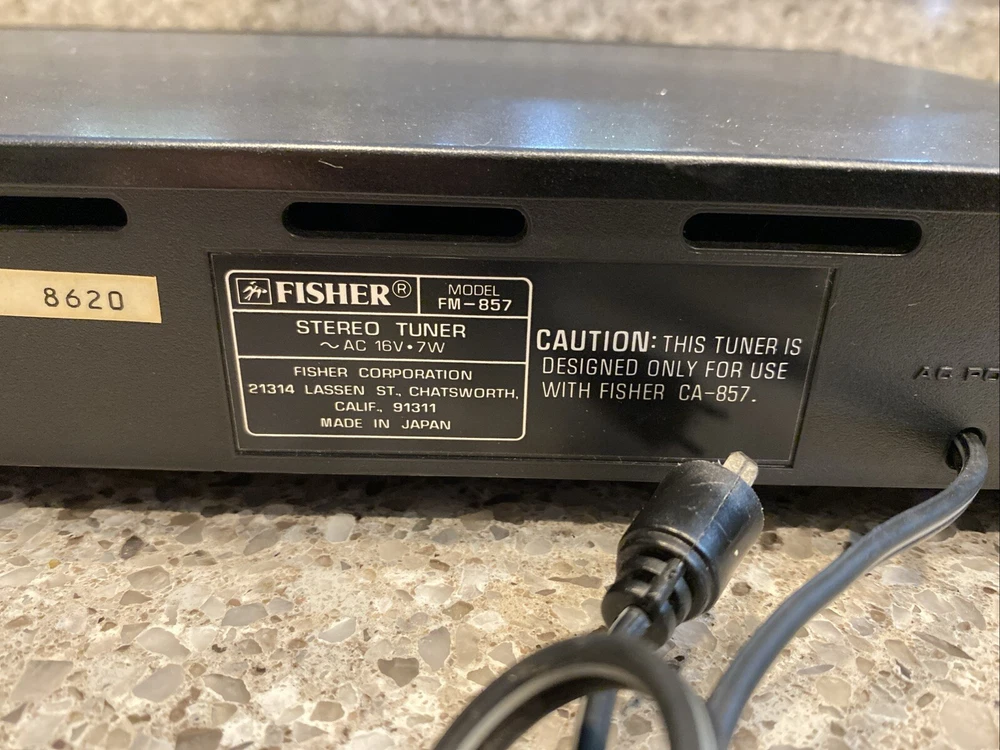 8620
FISHER®
MODEL
FM-857
STEREO TUNER
~ AC 16V • 7W
FISHER CORPORATION
21314 LASSEN ST., CHATSWORTH,
CALIF., 91311
MADE IN JAPAN
CAUTION: THIS TUNER IS
DESIGNED ONLY FOR USE
WITH FISHER CA-857.
AC